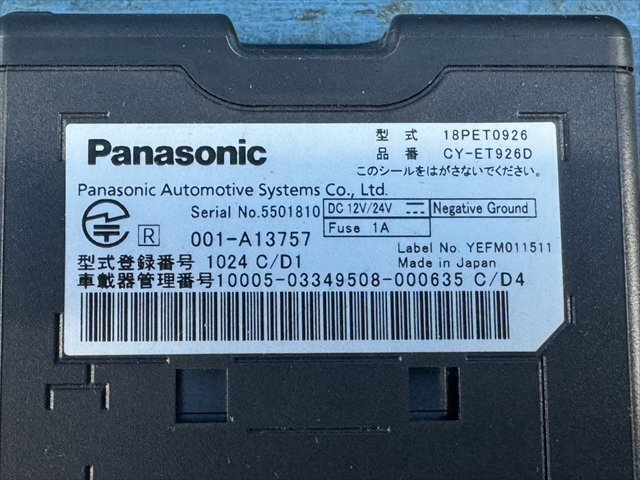 Panasonic
型式 18PET0926
品番 CY-ET926D
このシールをはがさないでください。
Panasonic Automotive Systems Co., Ltd.
Serial No.5501810
DC 12V/24V
Negative Ground
Fuse 1A
R 001-A13757
Label No. YEFM011511
Made in Japan
型式登録番号 1024 C/D1
車載器管理番号10005-03349508-000635 C/D4